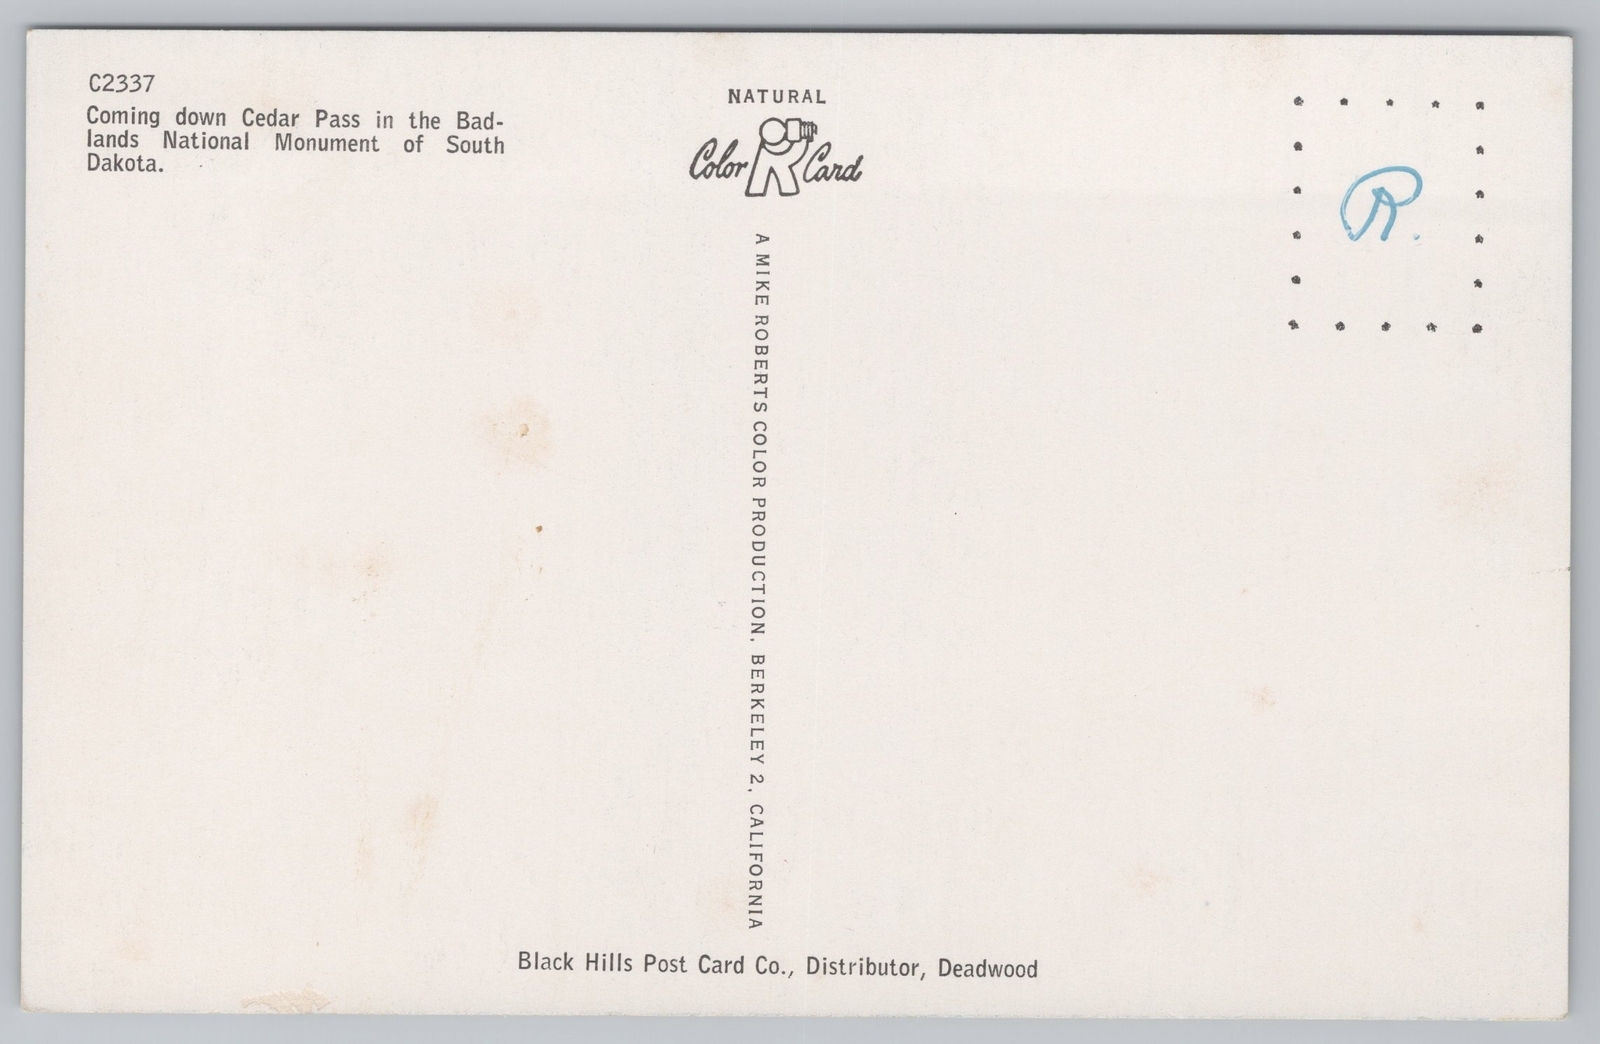 C2337
Coming down Cedar Pass in the Bad-
lands National Monument of South
Dakota.
NATURAL
Color R Card
A MIKE ROBERTS COLOR PRODUCTION, BERKELEY 2, CALIFORNIA
R.
Black Hills Post Card Co., Distributor, Deadwood